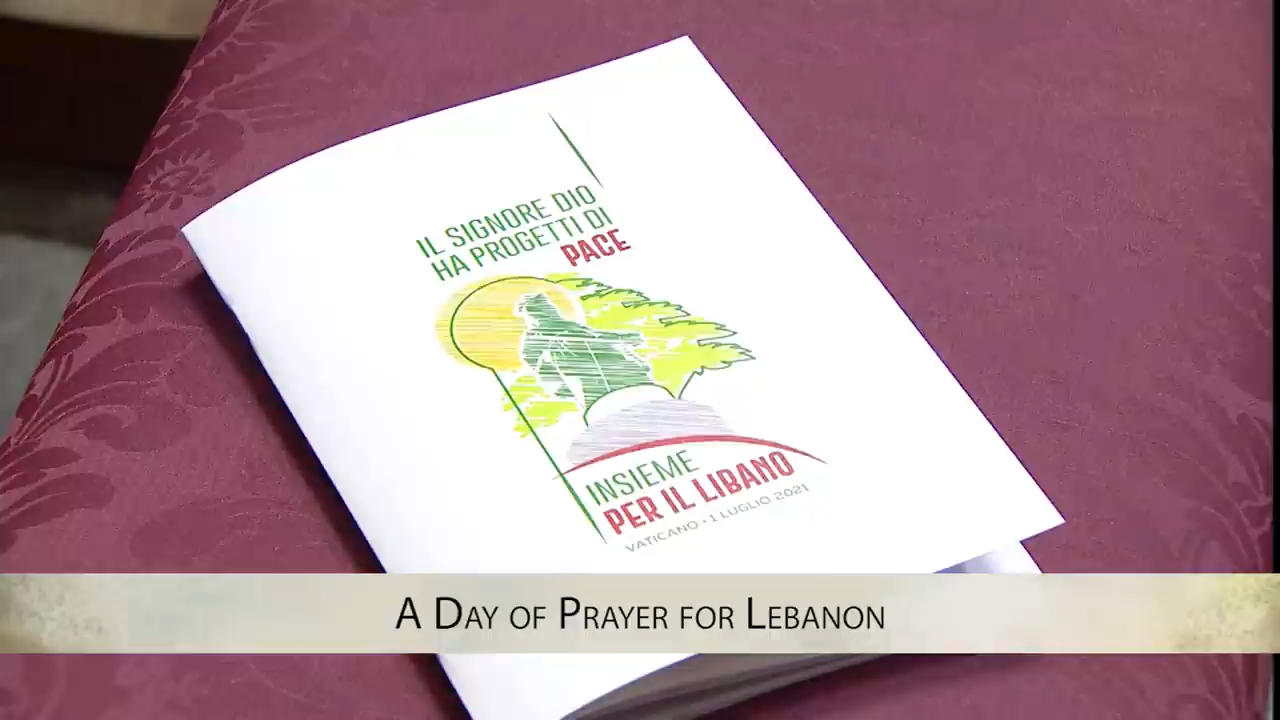 IL SIGNORE DIO
HA PROGETTI DI
PACE
INSIEME
PER IL LIBANO
VATICANO · 1 LUGLIO 2021
A DAY OF PRAYER FOR LEBANON